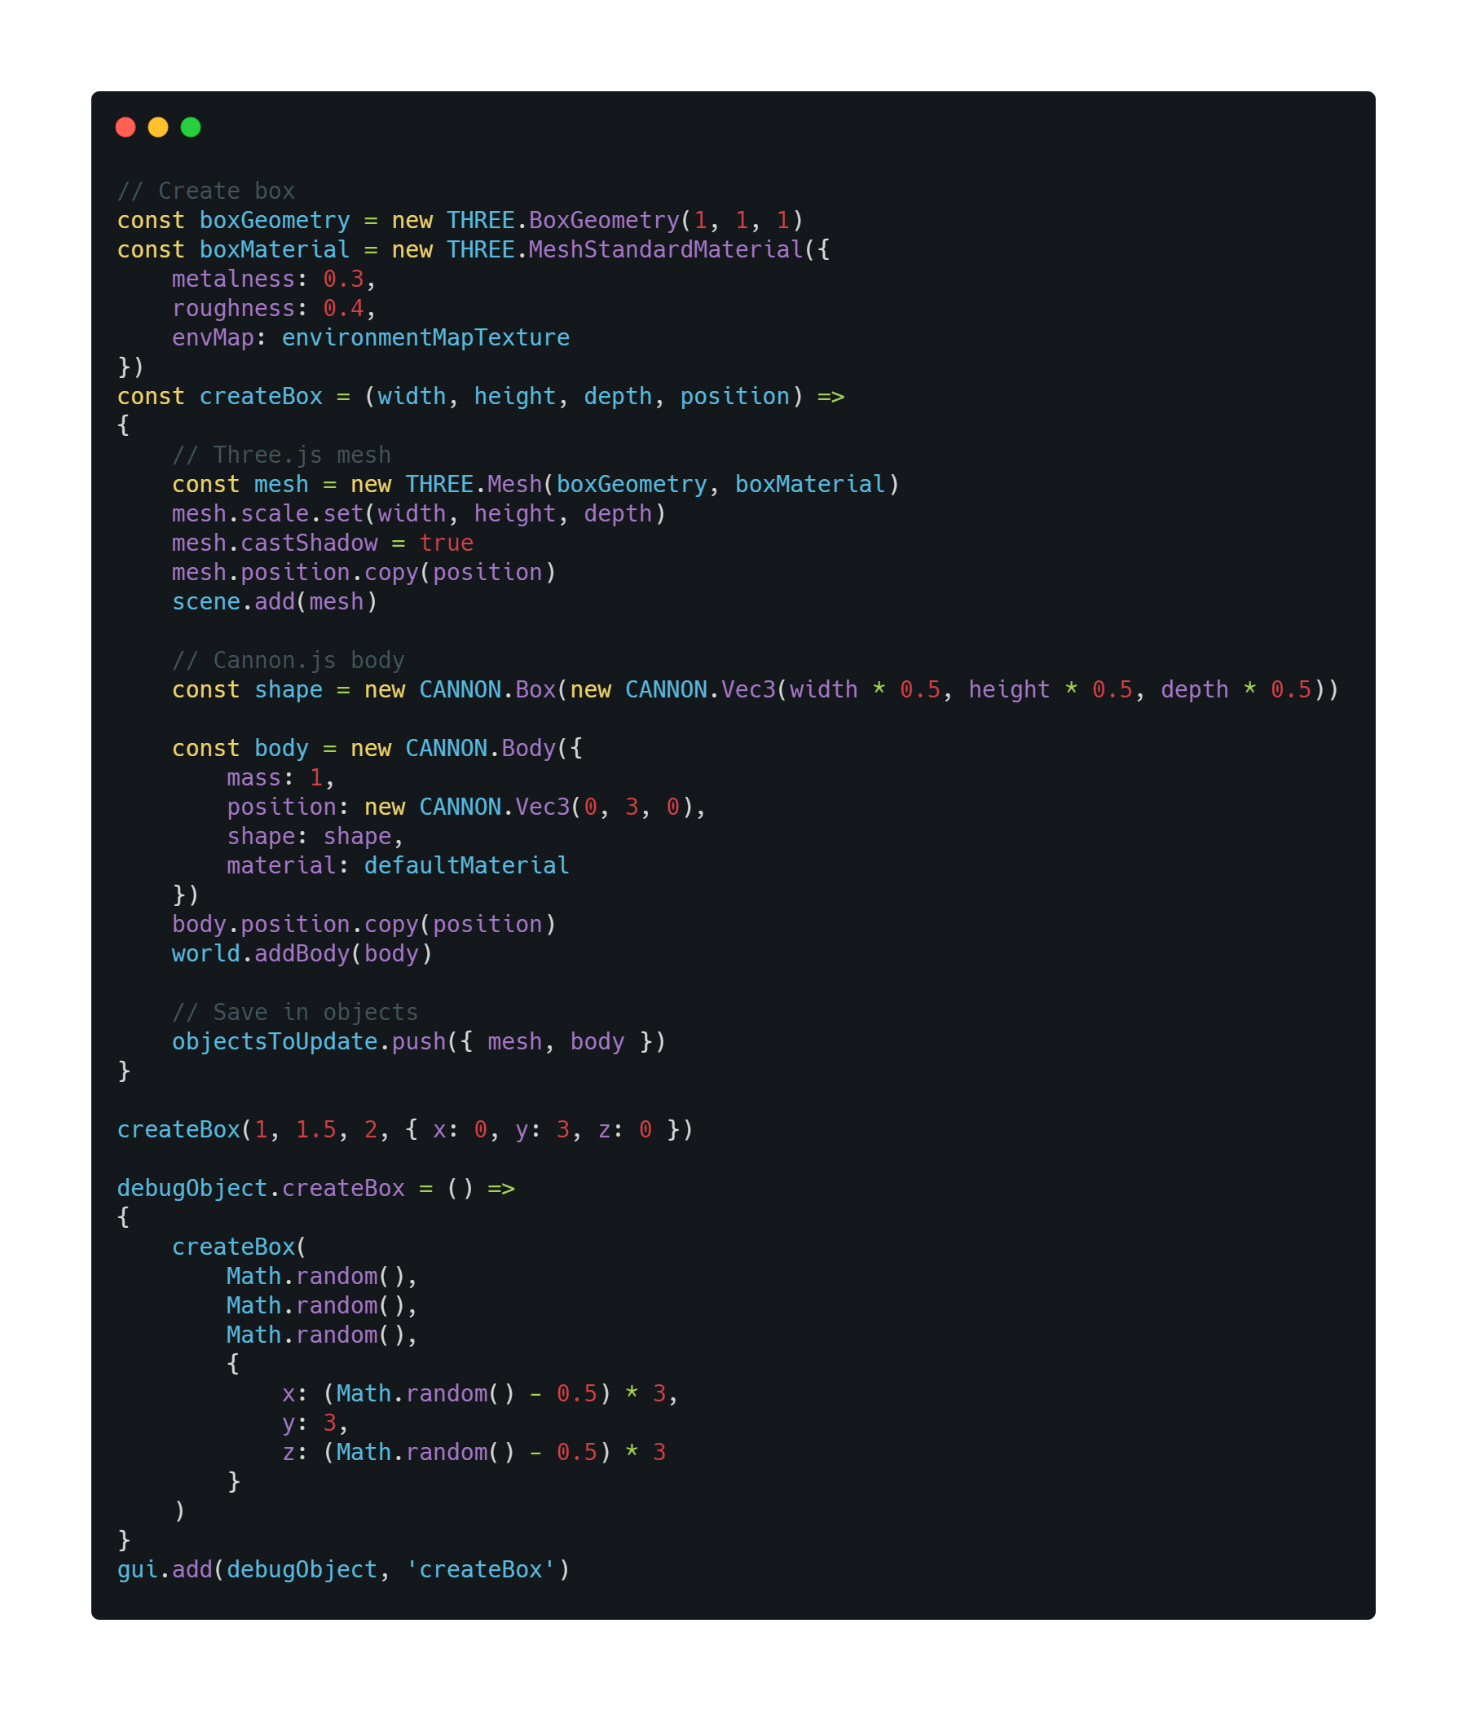 // Create box
const boxGeometry = new THREE.BoxGeometry(1, 1, 1)
const boxMaterial = new THREE.MeshStandardMaterial({
    metalness: 0.3,
    roughness: 0.4,
    envMap: environmentMapTexture
})
const createBox = (width, height, depth, position) =>
{
    // Three.js mesh
    const mesh = new THREE.Mesh(boxGeometry, boxMaterial)
    mesh.scale.set(width, height, depth)
    mesh.castShadow = true
    mesh.position.copy(position)
    scene.add(mesh)

    // Cannon.js body
    const shape = new CANNON.Box(new CANNON.Vec3(width * 0.5, height * 0.5, depth * 0.5))

    const body = new CANNON.Body({
        mass: 1,
        position: new CANNON.Vec3(0, 3, 0),
        shape: shape,
        material: defaultMaterial
    })
    body.position.copy(position)
    world.addBody(body)

    // Save in objects
    objectsToUpdate.push({ mesh, body })
}

createBox(1, 1.5, 2, { x: 0, y: 3, z: 0 })

debugObject.createBox = () =>
{
    createBox(
        Math.random(),
        Math.random(),
        Math.random(),
        {
            x: (Math.random() - 0.5) * 3,
            y: 3,
            z: (Math.random() - 0.5) * 3
        }
    )
}
gui.add(debugObject, 'createBox')